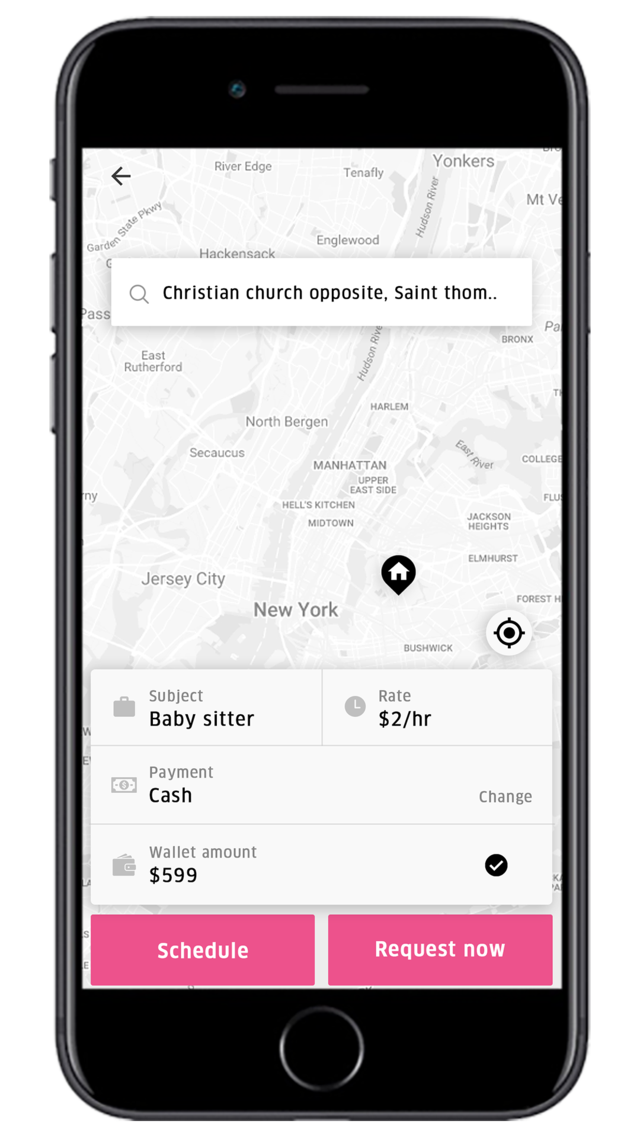 Yonkers
River Edge
Tenafly
Mt Ve
Hudson River
Garden State Pkwy
Englewood
Hackensack
Christian church opposite, Saint thom..
Pass
Pa
BRONX
Hudson River
East
Rutherford
HARLEM
North Bergen
East River
Secaucus
COLLEGE
MANHATTAN
UPPER
EAST SIDE
rny
FLU
HELL'S KITCHEN
MIDTOWN
JACKSON
HEIGHTS
ELMHURST
Jersey City
FOREST H
New York
BUSHWICK
Subject
Baby sitter
Rate
$2/hr
Payment
Cash
Change
Wallet amount
$599
Schedule
Request now